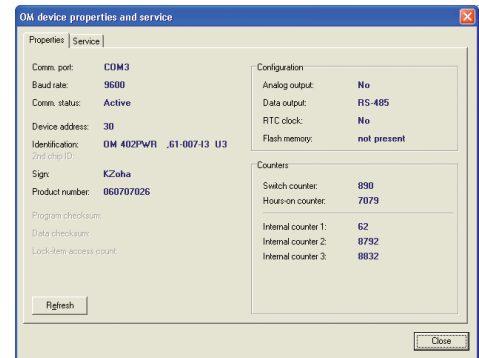 OM device properties and service
Properties Service
Comm. port: COM3
Baud rate: 9600
Comm. status: Active
Device address: 30
Identification: OM 402PWR ,61-007-I3 U3
2nd chip ID:
Sign: KZoha
Product number: 060707026
Program checksum:
Data checksum:
Lock-item access count:
Refresh
Configuration
Analog output: No
Data output: RS-485
RTC clock: No
Flash memory: not present
Counters
Switch counter: 890
Hours-on counter: 7079
Internal counter 1: 62
Internal counter 2: 8792
Internal counter 3: 8832
Close